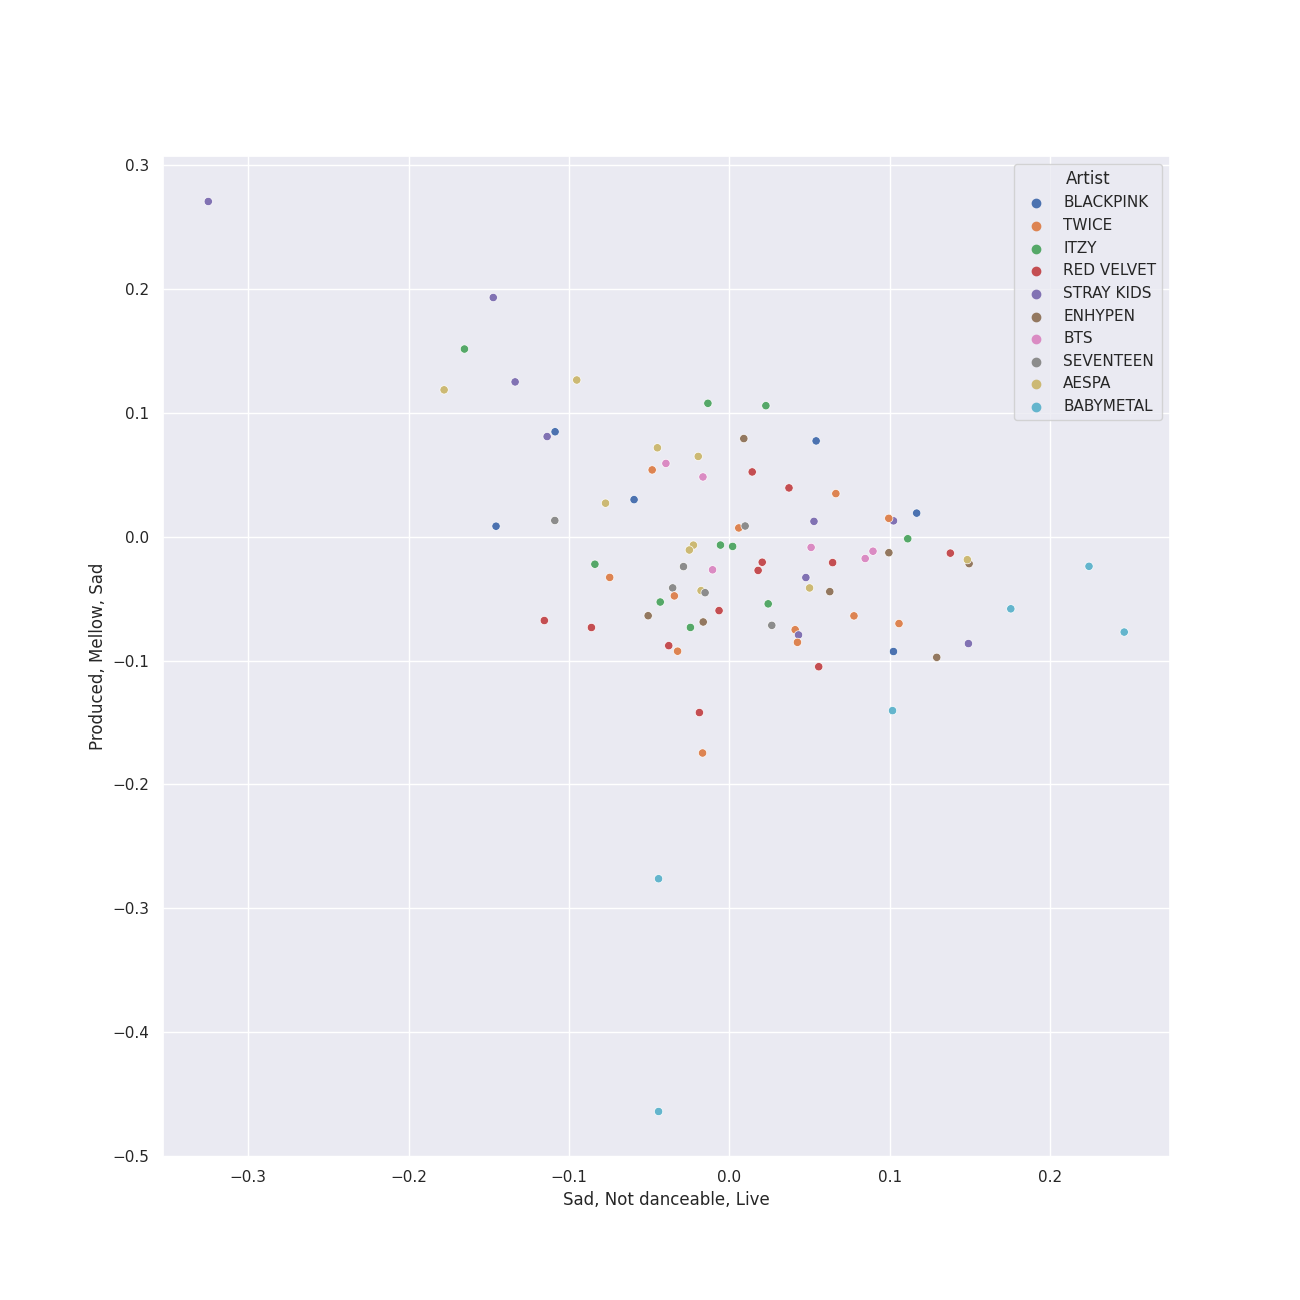 Artist
BLACKPINK
TWICE
ITZY
RED VELVET
STRAY KIDS
ENHYPEN
BTS
SEVENTEEN
AESPA
BABYMETAL
0.3
0.2
0.1
0.0
−0.1
−0.2
−0.3
−0.4
−0.5
Produced, Mellow, Sad
−0.3 −0.2 −0.1 0.0 0.1 0.2
Sad, Not danceable, Live